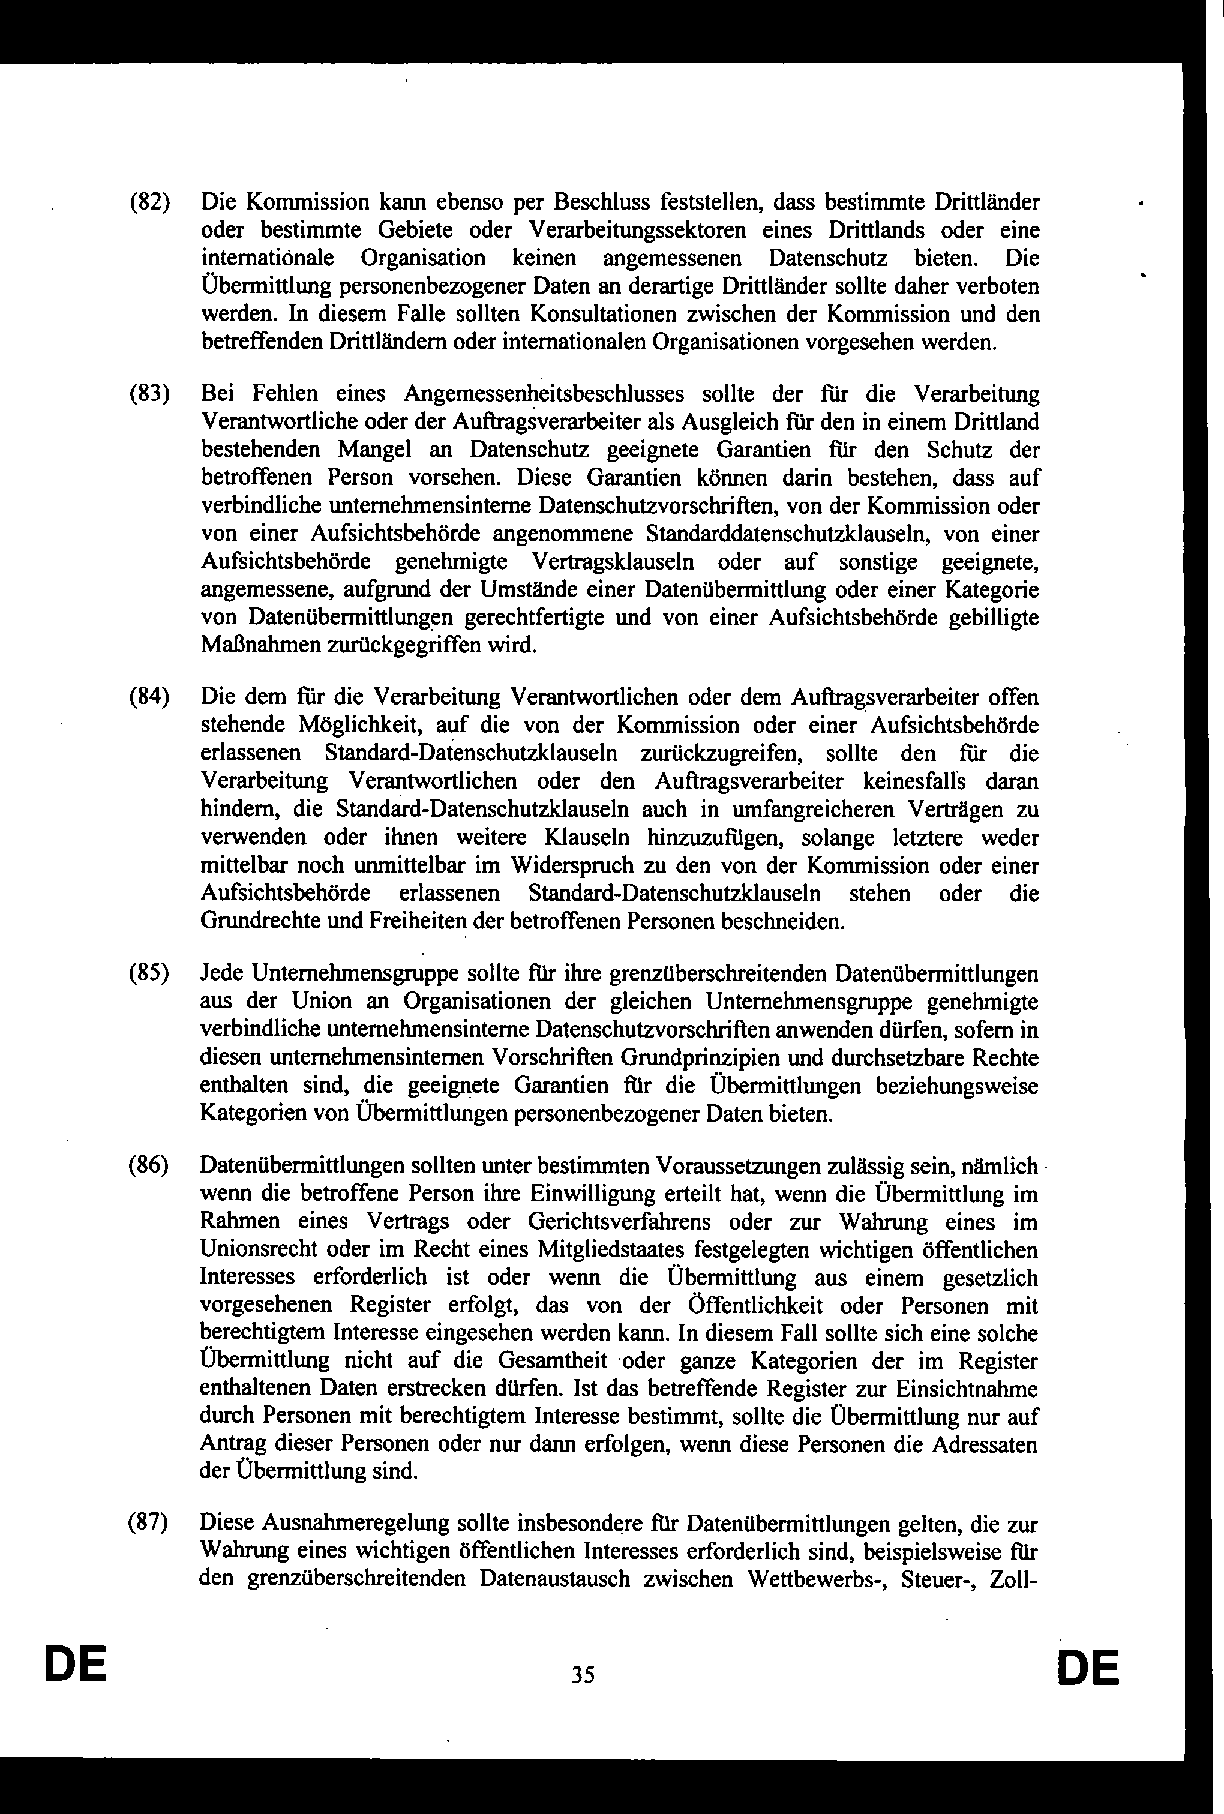 (82) Die Kommission kann ebenso per Beschluss feststellen, dass bestimmte Drittländer
oder bestimmte Gebiete oder Verarbeitungssektoren eines Drittlands oder eine
internationale Organisation keinen angemessenen Datenschutz bieten. Die
Übermittlung personenbezogener Daten an derartige Drittländer sollte daher verboten
werden. In diesem Falle sollten Konsultationen zwischen der Kommission und den
betreffenden Drittländern oder internationalen Organisationen vorgesehen werden.
(83) Bei Fehlen eines Angemessenheitsbeschlusses sollte der für die Verarbeitung
Verantwortliche oder der Auftragsverarbeiter als Ausgleich für den in einem Drittland
bestehenden Mangel an Datenschutz geeignete Garantien für den Schutz der
betroffenen Person vorsehen. Diese Garantien können darin bestehen, dass auf
verbindliche unternehmensinterne Datenschutzvorschriften, von der Kommission oder
von einer Aufsichtsbehörde angenommene Standarddatenschutzklauseln, von einer
Aufsichtsbehörde genehmigte Vertragsklauseln oder auf sonstige geeignete,
angemessene, aufgrund der Umstände einer Datenübermittlung oder einer Kategorie
von Datenübermittlungen gerechtfertigte und von einer Aufsichtsbehörde gebilligte
Maßnahmen zurückgegriffen wird.
(84) Die dem für die Verarbeitung Verantwortlichen oder dem Auftragsverarbeiter offen
stehende Möglichkeit, auf die von der Kommission oder einer Aufsichtsbehörde
erlassenen Standard-Datenschutzklauseln zurückzugreifen, sollte den für die
Verarbeitung Verantwortlichen oder den Auftragsverarbeiter keinesfalls daran
hindern, die Standard-Datenschutzklauseln auch in umfangreicheren Verträgen zu
verwenden oder ihnen weitere Klauseln hinzuzufügen, solange letztere weder
mittelbar noch unmittelbar im Widerspruch zu den von der Kommission oder einer
Aufsichtsbehörde erlassenen Standard-Datenschutzklauseln stehen oder die
Grundrechte und Freiheiten der betroffenen Personen beschneiden.
(85) Jede Unternehmensgruppe sollte für ihre grenzüberschreitenden Datenübermittlungen
aus der Union an Organisationen der gleichen Unternehmensgruppe genehmigte
verbindliche unternehmensinterne Datenschutzvorschriften anwenden dürfen, sofern in
diesen unternehmensinternen Vorschriften Grundprinzipien und durchsetzbare Rechte
enthalten sind, die geeignete Garantien für die Übermittlungen beziehungsweise
Kategorien von Übermittlungen personenbezogener Daten bieten.
(86) Datenübermittlungen sollten unter bestimmten Voraussetzungen zulässig sein, nämlich
wenn die betroffene Person ihre Einwilligung erteilt hat, wenn die Übermittlung im
Rahmen eines Vertrags oder Gerichtsverfahrens oder zur Wahrung eines im
Unionsrecht oder im Recht eines Mitgliedstaates festgelegten wichtigen öffentlichen
Interesses erforderlich ist oder wenn die Übermittlung aus einem gesetzlich
vorgesehenen Register erfolgt, das von der Öffentlichkeit oder Personen mit
berechtigtem Interesse eingesehen werden kann. In diesem Fall sollte sich eine solche
Übermittlung nicht auf die Gesamtheit oder ganze Kategorien der im Register
enthaltenen Daten erstrecken dürfen. Ist das betreffende Register zur Einsichtnahme
durch Personen mit berechtigtem Interesse bestimmt, sollte die Übermittlung nur auf
Antrag dieser Personen oder nur dann erfolgen, wenn diese Personen die Adressaten
der Übermittlung sind.
(87) Diese Ausnahmeregelung sollte insbesondere für Datenübermittlungen gelten, die zur
Wahrung eines wichtigen öffentlichen Interesses erforderlich sind, beispielsweise für
den grenzüberschreitenden Datenaustausch zwischen Wettbewerbs-, Steuer-, Zoll-
DE 35 DE